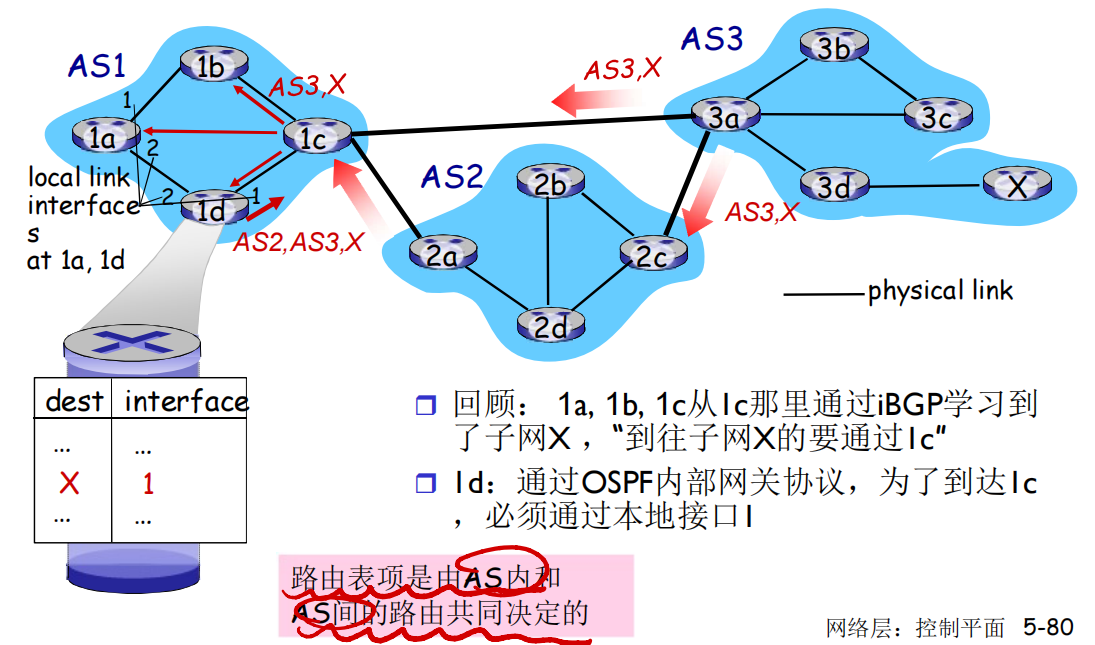 AS1
1b
1a
1c
1d
1
2
2
1
AS3,X
AS2,AS3,X
local link
interface
s
at 1a, 1d
AS3,X
AS3
3b
3a
3c
3d
X
AS3,X
AS2
2b
2a
2c
2d
physical link
dest interface
... ...
X 1
... ...
回顾： 1a, 1b, 1c从1c那里通过iBGP学习到
了子网X ，“到往子网X的要通过1c”
1d：通过OSPF内部网关协议，为了到达1c
，必须通过本地接口1
路由表项是由AS内和
AS间的路由共同决定的
网络层：控制平面 5-80